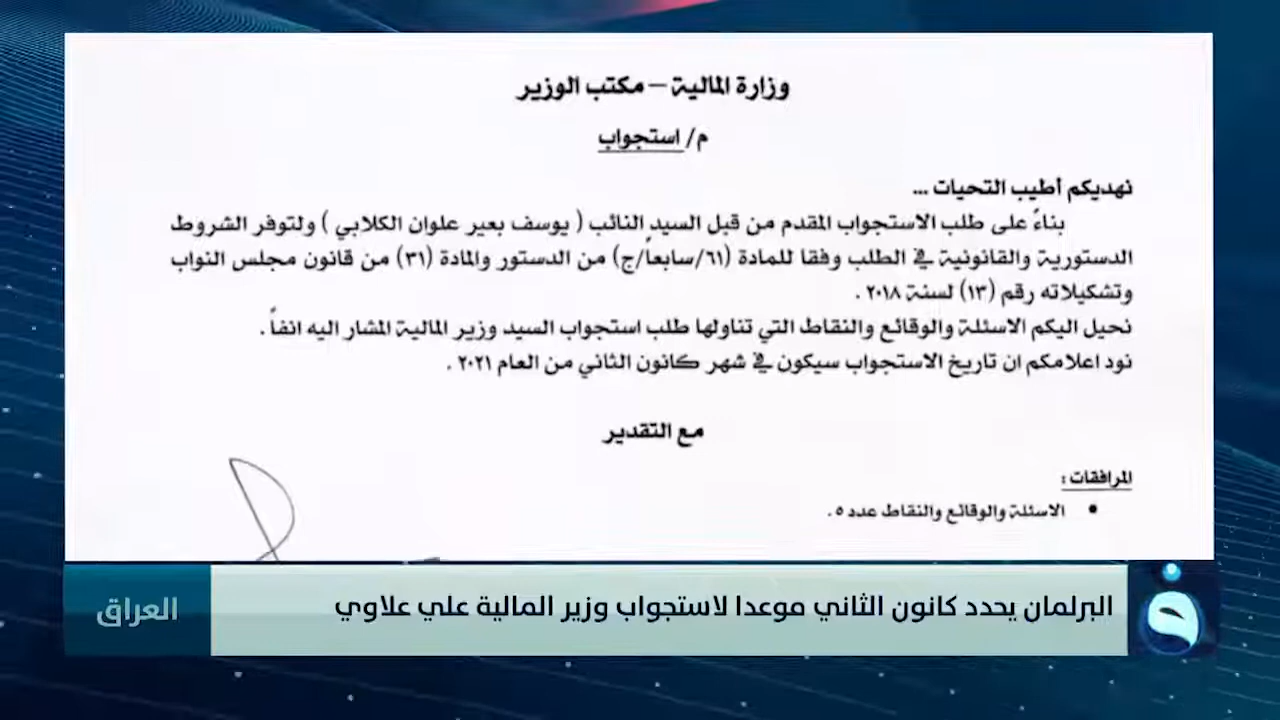 وزارة المالية – مكتب الوزير
م/ استجواب
نهديكم أطيب التحيات ...
بناءً على طلب الاستجواب المقدم من قبل السيد النائب ( يوسف بعير علوان الكلابي ) ولتوفر الشروط
الدستورية والقانونية في الطلب وفقا للمادة (٦١/سابعاً/ج) من الدستور والمادة (٣١) من قانون مجلس النواب
وتشكيلاته رقم (١٣) لسنة ٢٠١٨ .
نحيل اليكم الاسئلة والوقائع والنقاط التي تناولها طلب استجواب السيد وزير المالية المشار اليه انفاً .
نود اعلامكم ان تاريخ الاستجواب سيكون في شهر كانون الثاني من العام ٢٠٢١ .
مع التقدير
المرافقات :
• الاسئلة والوقائع والنقاط عدد ٥ .
البرلمان يحدد كانون الثاني موعدا لاستجواب وزير المالية علي علاوي
العراق